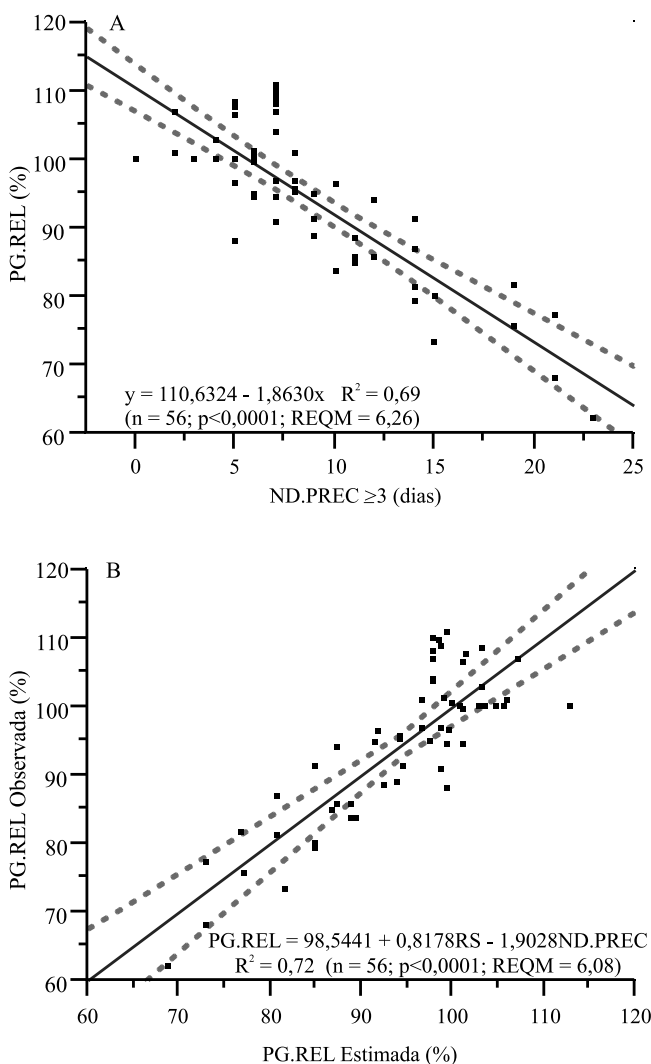 A
120
110
100
90
80
70
60
PG.REL (%)
y = 110,6324 - 1,8630x R² = 0,69
(n = 56; p<0,0001; REQM = 6,26)
0 5 10 15 20 25
ND.PREC ≥3 (dias)
B
120
110
100
90
80
70
60
PG.REL Observada (%)
PG.REL = 98,5441 + 0,8178RS - 1,9028ND.PREC
R² = 0,72 (n = 56; p<0,0001; REQM = 6,08)
60 70 80 90 100 110 120
PG.REL Estimada (%)